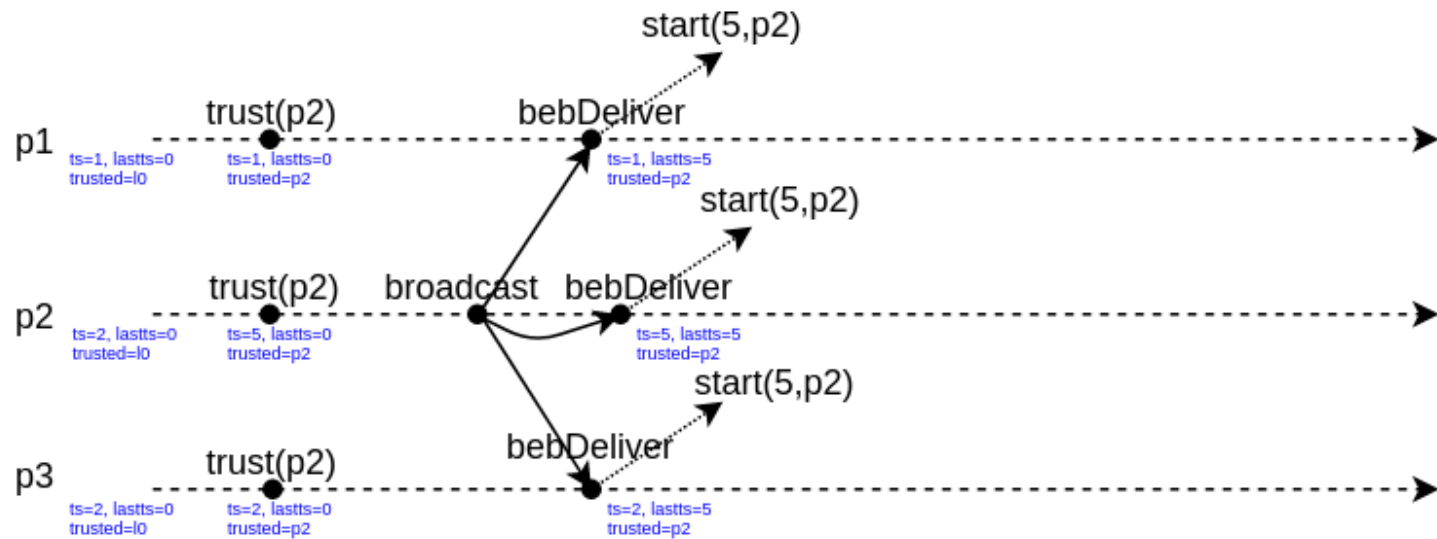 start(5,p2)
trust(p2)
bebDeliver
p1
ts=1, lastts=0
trusted=l0
ts=1, lastts=0
trusted=p2
ts=1, lastts=5
trusted=p2
start(5,p2)
trust(p2)
broadcast
bebDeliver
p2
ts=2, lastts=0
trusted=l0
ts=5, lastts=0
trusted=p2
ts=5, lastts=5
trusted=p2
start(5,p2)
trust(p2)
bebDeliver
p3
ts=2, lastts=0
trusted=l0
ts=2, lastts=0
trusted=p2
ts=2, lastts=5
trusted=p2